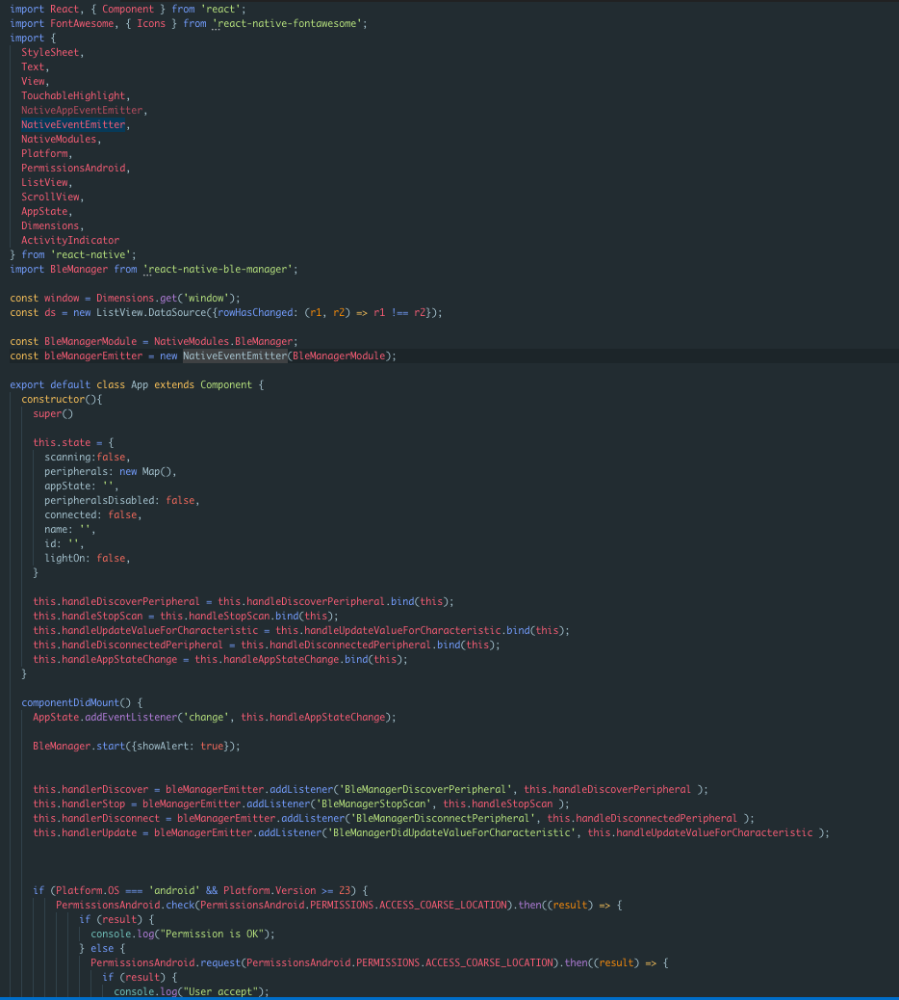 import React, { Component } from 'react';
import FontAwesome, { Icons } from 'react-native-fontawesome';
import {
StyleSheet,
Text,
View,
TouchableHighlight,
NativeAppEventEmitter,
NativeEventEmitter,
NativeModules,
Platform,
PermissionsAndroid,
ListView,
ScrollView,
AppState,
Dimensions,
ActivityIndicator
} from 'react-native';
import BleManager from 'react-native-ble-manager';
const window = Dimensions.get('window');
const ds = new ListView.DataSource({rowHasChanged: (r1, r2) => r1 !== r2});
const BleManagerModule = NativeModules.BleManager;
const bleManagerEmitter = new NativeEventEmitter(BleManagerModule);
export default class App extends Component {
constructor(){
super()
this.state = {
scanning:false,
peripherals: new Map(),
appState: '',
peripheralsDisabled: false,
connected: false,
name: '',
id: '',
lightOn: false,
}
this.handleDiscoverPeripheral = this.handleDiscoverPeripheral.bind(this);
this.handleStopScan = this.handleStopScan.bind(this);
this.handleUpdateValueForCharacteristic = this.handleUpdateValueForCharacteristic.bind(this);
this.handleDisconnectedPeripheral = this.handleDisconnectedPeripheral.bind(this);
this.handleAppStateChange = this.handleAppStateChange.bind(this);
}
componentDidMount() {
AppState.addEventListener('change', this.handleAppStateChange);
BleManager.start({showAlert: true});
this.handlerDiscover = bleManagerEmitter.addListener('BleManagerDiscoverPeripheral', this.handleDiscoverPeripheral );
this.handlerStop = bleManagerEmitter.addListener('BleManagerStopScan', this.handleStopScan );
this.handlerDisconnect = bleManagerEmitter.addListener('BleManagerDisconnectPeripheral', this.handleDisconnectedPeripheral );
this.handlerUpdate = bleManagerEmitter.addListener('BleManagerDidUpdateValueForCharacteristic', this.handleUpdateValueForCharacteristic );
if (Platform.OS === 'android' && Platform.Version >= 23) {
PermissionsAndroid.check(PermissionsAndroid.PERMISSIONS.ACCESS_COARSE_LOCATION).then((result) => {
if (result) {
console.log("Permission is OK");
} else {
PermissionsAndroid.request(PermissionsAndroid.PERMISSIONS.ACCESS_COARSE_LOCATION).then((result) => {
if (result) {
console.log("User accept");